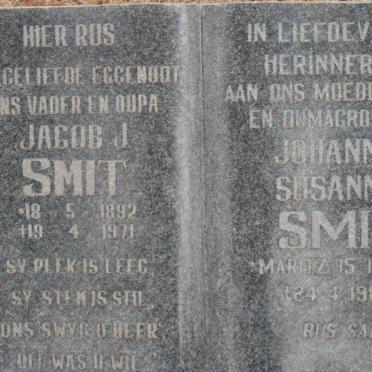 HIER RUS
GELIEFDE EGGENOOT
NS VADER EN OUPA
JACOB J.
SMIT
*18 5 1892
†19 4 1971
SY PLEK IS LEEG,
SY STEM IS STIL,
ONS SWYG O HEER
DIT WAS U WIL
IN LIEFDEV
HERINNER
AAN ONS MOED
EN OUMAGRO
JOHANN
SUSANN
SMI
*MARITZ 15 1
†24 4 19
RUS SA